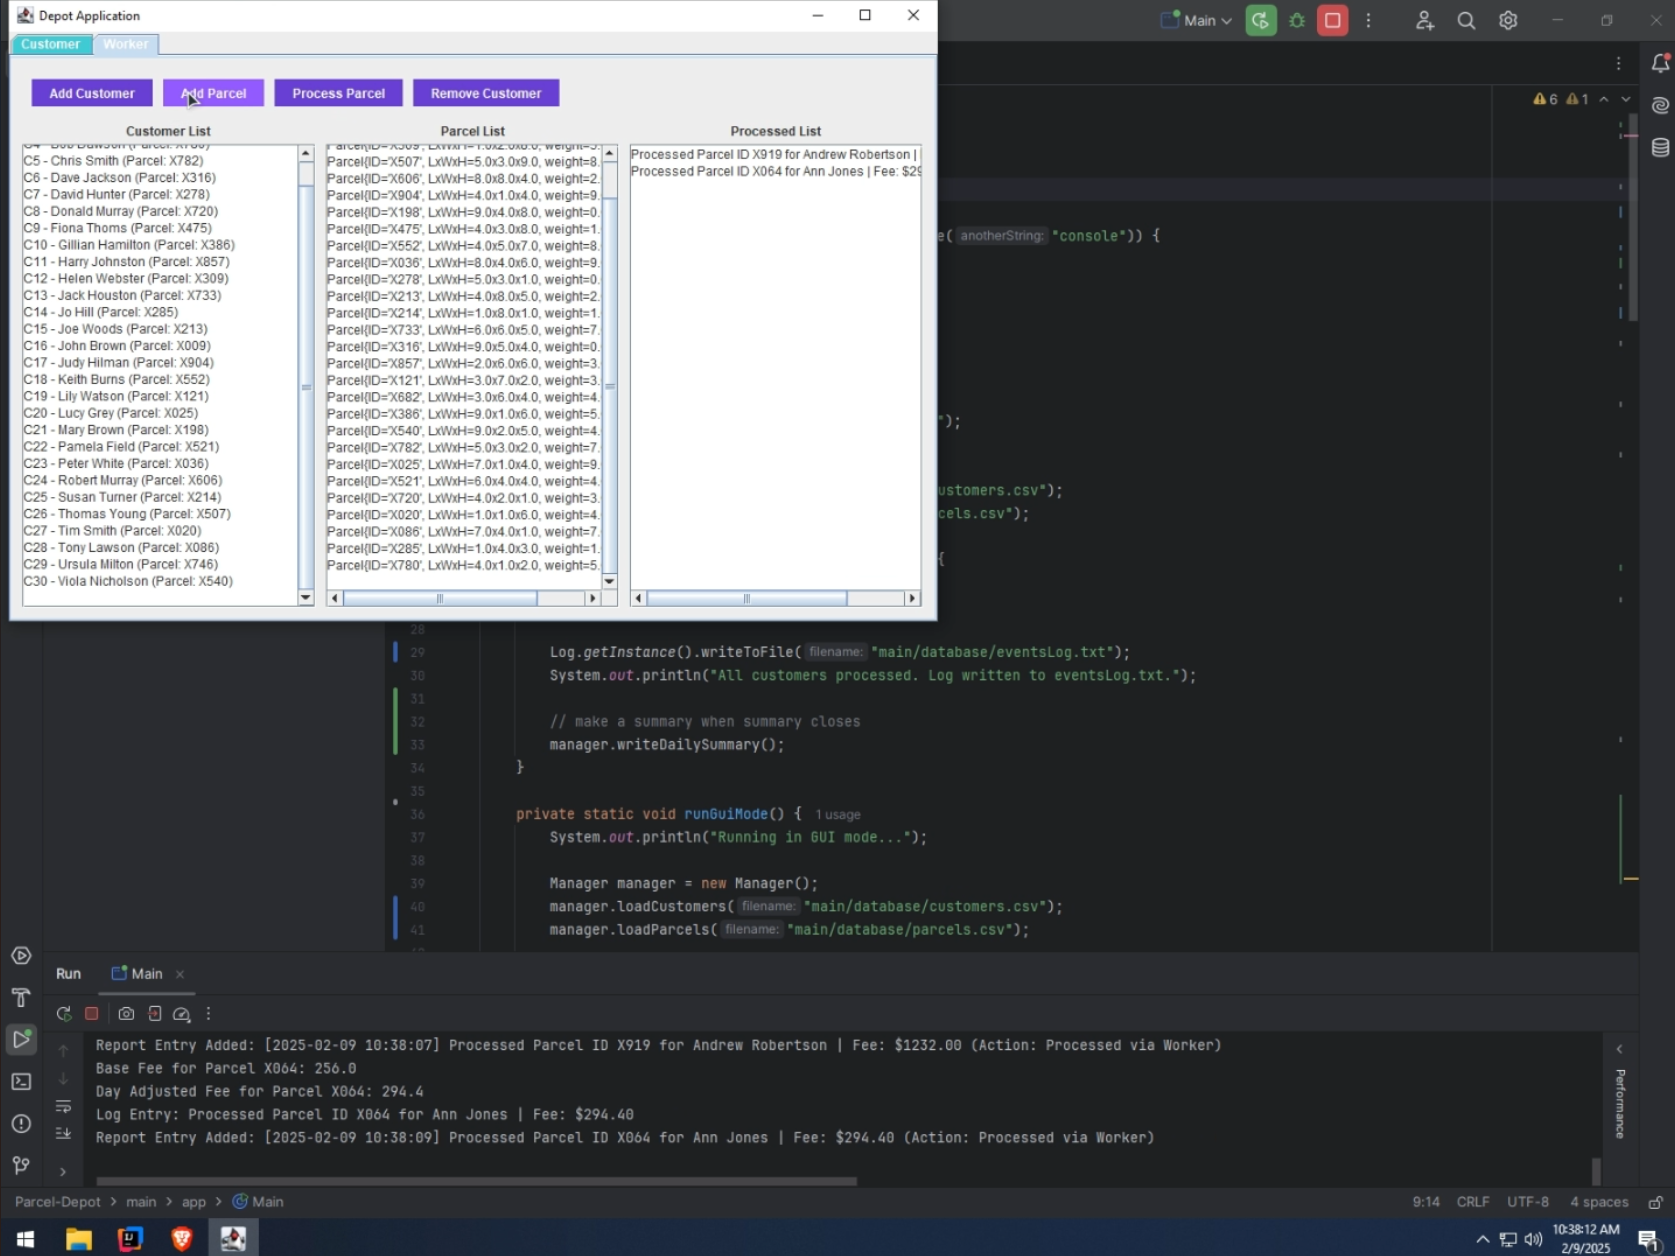 Depot Application
Main
Customer
Worker
Add Customer
Add Parcel
Process Parcel
Remove Customer
Customer List
Parcel List
Processed List
C5 - Chris Smith (Parcel: X782)
C6 - Dave Jackson (Parcel: X316)
C7 - David Hunter (Parcel: X278)
C8 - Donald Murray (Parcel: X720)
C9 - Fiona Thoms (Parcel: X475)
C10 - Gillian Hamilton (Parcel: X386)
C11 - Harry Johnston (Parcel: X857)
C12 - Helen Webster (Parcel: X309)
C13 - Jack Houston (Parcel: X733)
C14 - Jo Hill (Parcel: X285)
C15 - Joe Woods (Parcel: X213)
C16 - John Brown (Parcel: X009)
C17 - Judy Hilman (Parcel: X904)
C18 - Keith Burns (Parcel: X552)
C19 - Lily Watson (Parcel: X121)
C20 - Lucy Grey (Parcel: X025)
C21 - Mary Brown (Parcel: X198)
C22 - Pamela Field (Parcel: X521)
C23 - Peter White (Parcel: X036)
C24 - Robert Murray (Parcel: X606)
C25 - Susan Turner (Parcel: X214)
C26 - Thomas Young (Parcel: X507)
C27 - Tim Smith (Parcel: X020)
C28 - Tony Lawson (Parcel: X086)
C29 - Ursula Milton (Parcel: X746)
C30 - Viola Nicholson (Parcel: X540)
Parcel{ID='X507', LxWxH=5.0x3.0x9.0, weight=8.
Parcel{ID='X606', LxWxH=8.0x8.0x4.0, weight=2.
Parcel{ID='X904', LxWxH=4.0x1.0x4.0, weight=9.
Parcel{ID='X198', LxWxH=9.0x4.0x8.0, weight=0.
Parcel{ID='X475', LxWxH=4.0x3.0x8.0, weight=1.
Parcel{ID='X552', LxWxH=4.0x5.0x7.0, weight=8.
Parcel{ID='X036', LxWxH=8.0x4.0x6.0, weight=9.
Parcel{ID='X278', LxWxH=5.0x3.0x1.0, weight=0.
Parcel{ID='X213', LxWxH=4.0x8.0x5.0, weight=2.
Parcel{ID='X214', LxWxH=1.0x8.0x1.0, weight=1.
Parcel{ID='X733', LxWxH=6.0x6.0x5.0, weight=7.
Parcel{ID='X316', LxWxH=9.0x5.0x4.0, weight=0.
Parcel{ID='X857', LxWxH=2.0x6.0x6.0, weight=3.
Parcel{ID='X121', LxWxH=3.0x7.0x2.0, weight=3.
Parcel{ID='X682', LxWxH=3.0x6.0x4.0, weight=4.
Parcel{ID='X386', LxWxH=9.0x1.0x6.0, weight=5.
Parcel{ID='X540', LxWxH=9.0x2.0x5.0, weight=4.
Parcel{ID='X782', LxWxH=5.0x3.0x2.0, weight=7.
Parcel{ID='X025', LxWxH=7.0x1.0x4.0, weight=9.
Parcel{ID='X521', LxWxH=6.0x4.0x4.0, weight=4.
Parcel{ID='X720', LxWxH=4.0x2.0x1.0, weight=3.
Parcel{ID='X020', LxWxH=1.0x1.0x6.0, weight=4.
Parcel{ID='X086', LxWxH=7.0x4.0x1.0, weight=7.
Parcel{ID='X285', LxWxH=1.0x4.0x3.0, weight=1.
Parcel{ID='X780', LxWxH=4.0x1.0x2.0, weight=5.
Processed Parcel ID X919 for Andrew Robertson |
Processed Parcel ID X064 for Ann Jones | Fee: $29
6 1
e( anotherString: "console")) {
");
ustomers.csv");
cels.csv");
{
28
29 Log.getInstance().writeToFile( filename: "main/database/eventsLog.txt");
30 System.out.println("All customers processed. Log written to eventsLog.txt.");
31
32 // make a summary when summary closes
33 manager.writeDailySummary();
34 }
35
36 private static void runGuiMode() { 1 usage
37 System.out.println("Running in GUI mode...");
38
39 Manager manager = new Manager();
40 manager.loadCustomers( filename: "main/database/customers.csv");
41 manager.loadParcels( filename: "main/database/parcels.csv");
Run
Main
Report Entry Added: [2025-02-09 10:38:07] Processed Parcel ID X919 for Andrew Robertson | Fee: $1232.00 (Action: Processed via Worker)
Base Fee for Parcel X064: 256.0
Day Adjusted Fee for Parcel X064: 294.4
Log Entry: Processed Parcel ID X064 for Ann Jones | Fee: $294.40
Report Entry Added: [2025-02-09 10:38:09] Processed Parcel ID X064 for Ann Jones | Fee: $294.40 (Action: Processed via Worker)
Performance
Parcel-Depot > main > app > Main
9:14 CRLF UTF-8 4 spaces
10:38:12 AM
2/9/2025
1